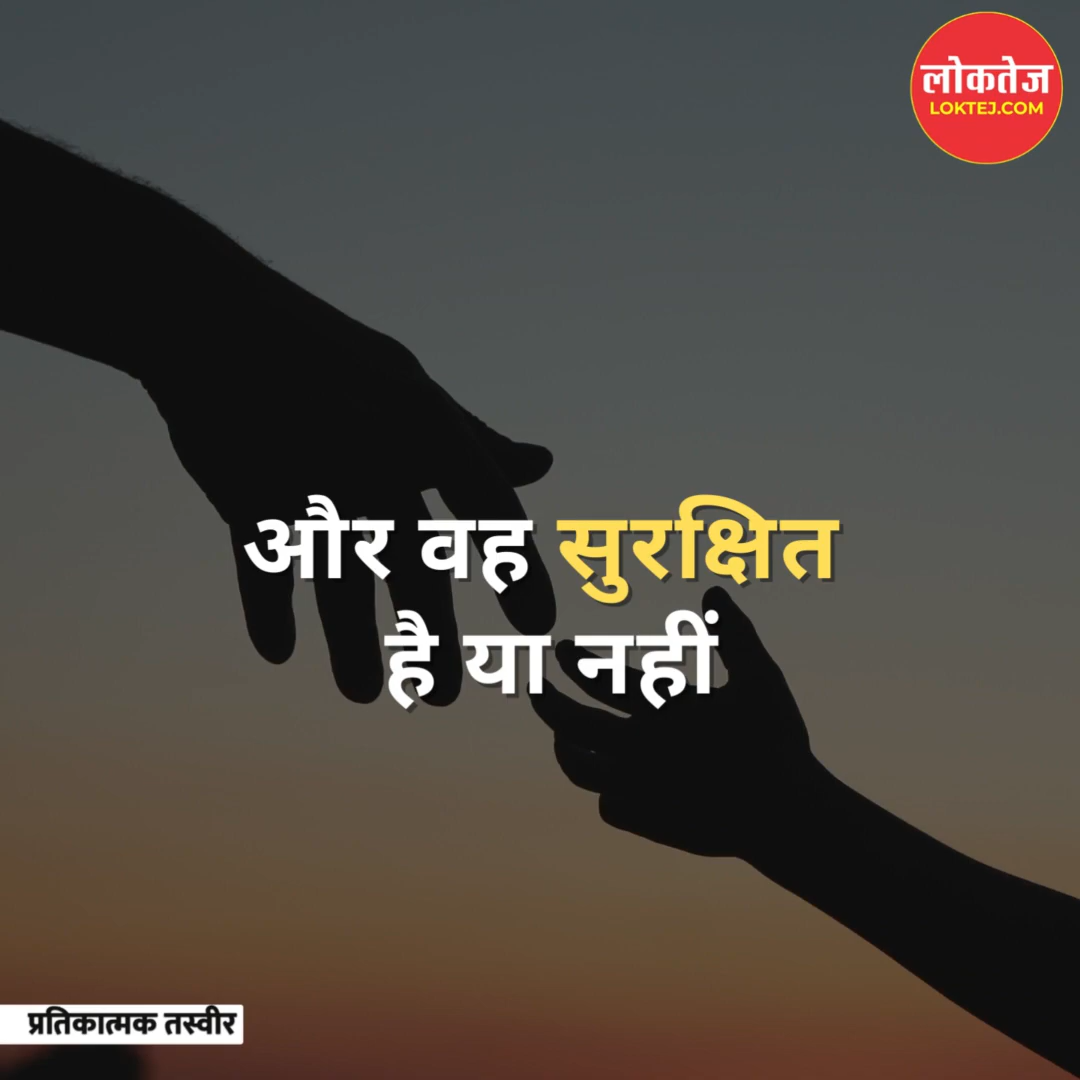 लोकतेज
LOKTEJ.COM
और वह सुरक्षित
है या नहीं
प्रतिकात्मक तस्वीर